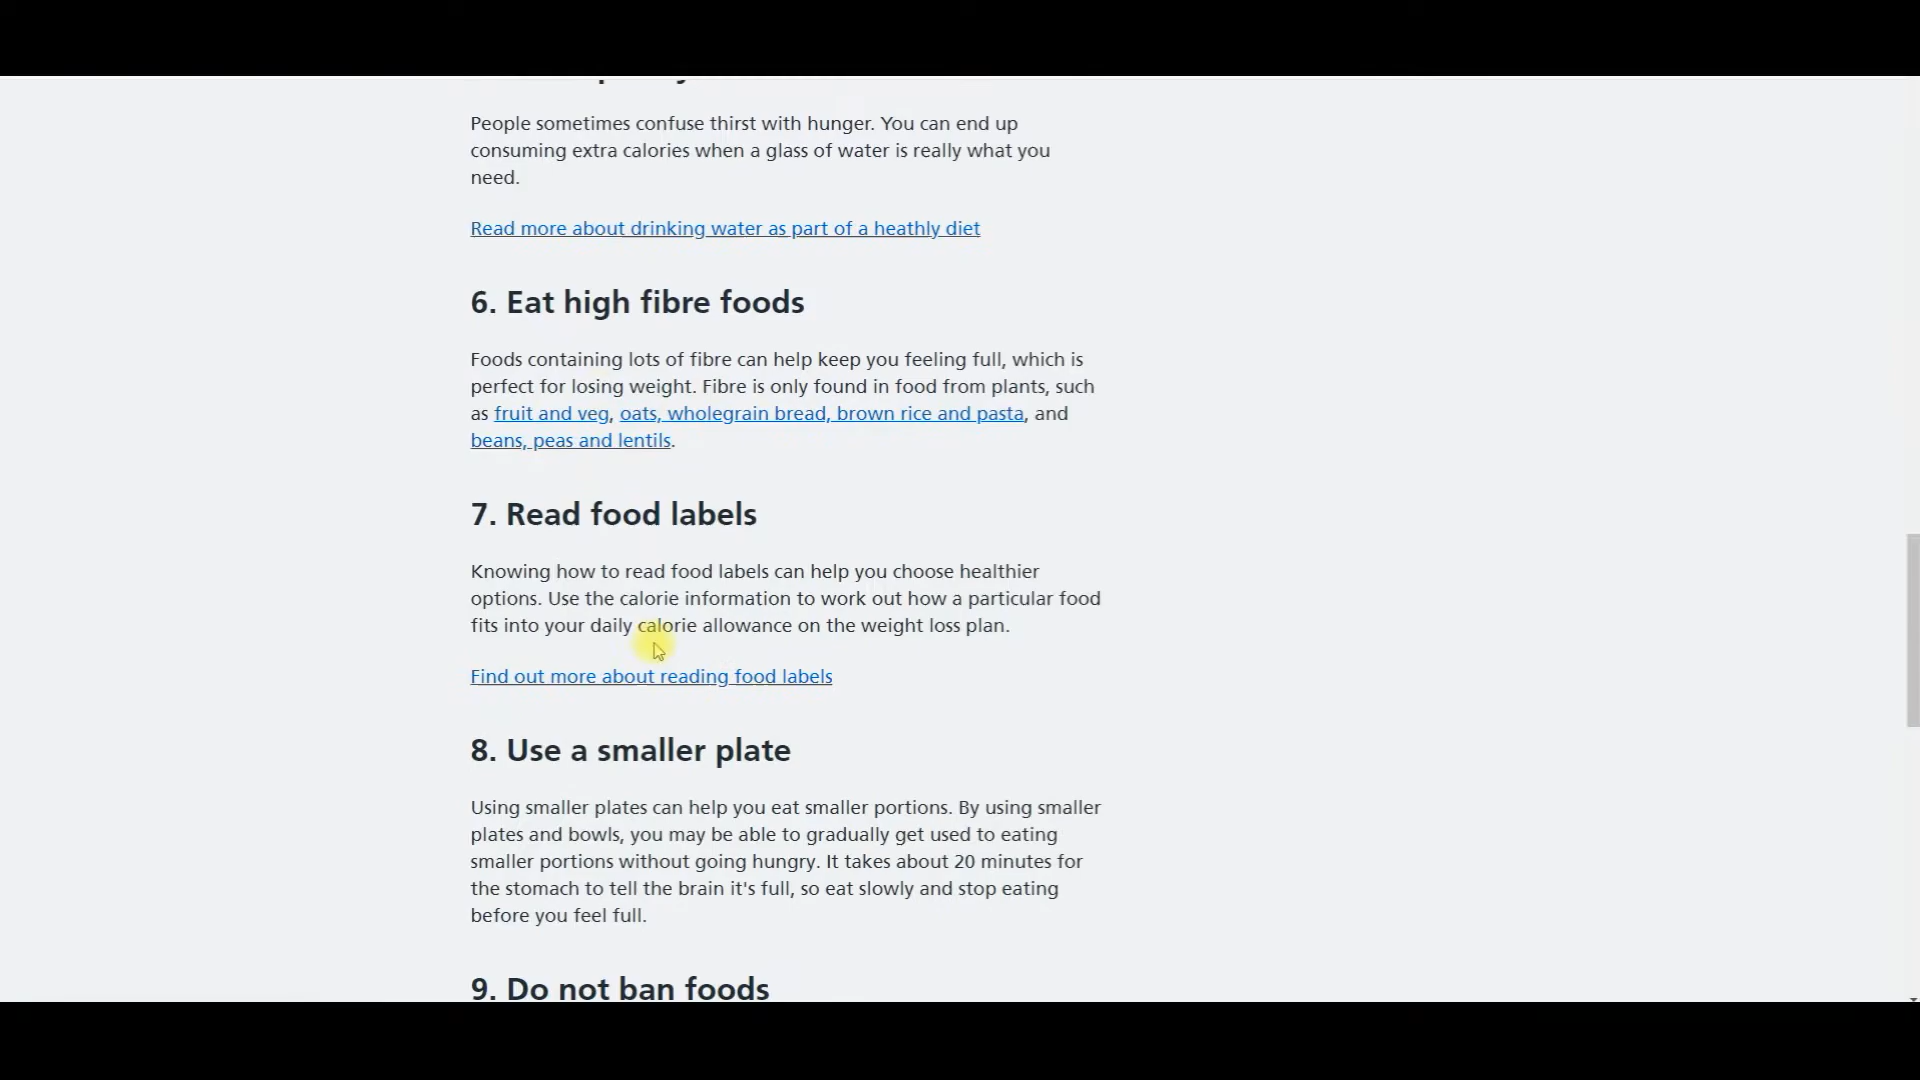 People sometimes confuse thirst with hunger. You can end up
consuming extra calories when a glass of water is really what you
need.
Read more about drinking water as part of a heathly diet
6. Eat high fibre foods
Foods containing lots of fibre can help keep you feeling full, which is
perfect for losing weight. Fibre is only found in food from plants, such
as fruit and veg, oats, wholegrain bread, brown rice and pasta, and
beans, peas and lentils.
7. Read food labels
Knowing how to read food labels can help you choose healthier
options. Use the calorie information to work out how a particular food
fits into your daily calorie allowance on the weight loss plan.
Find out more about reading food labels
8. Use a smaller plate
Using smaller plates can help you eat smaller portions. By using smaller
plates and bowls, you may be able to gradually get used to eating
smaller portions without going hungry. It takes about 20 minutes for
the stomach to tell the brain it's full, so eat slowly and stop eating
before you feel full.
9. Do not ban foods